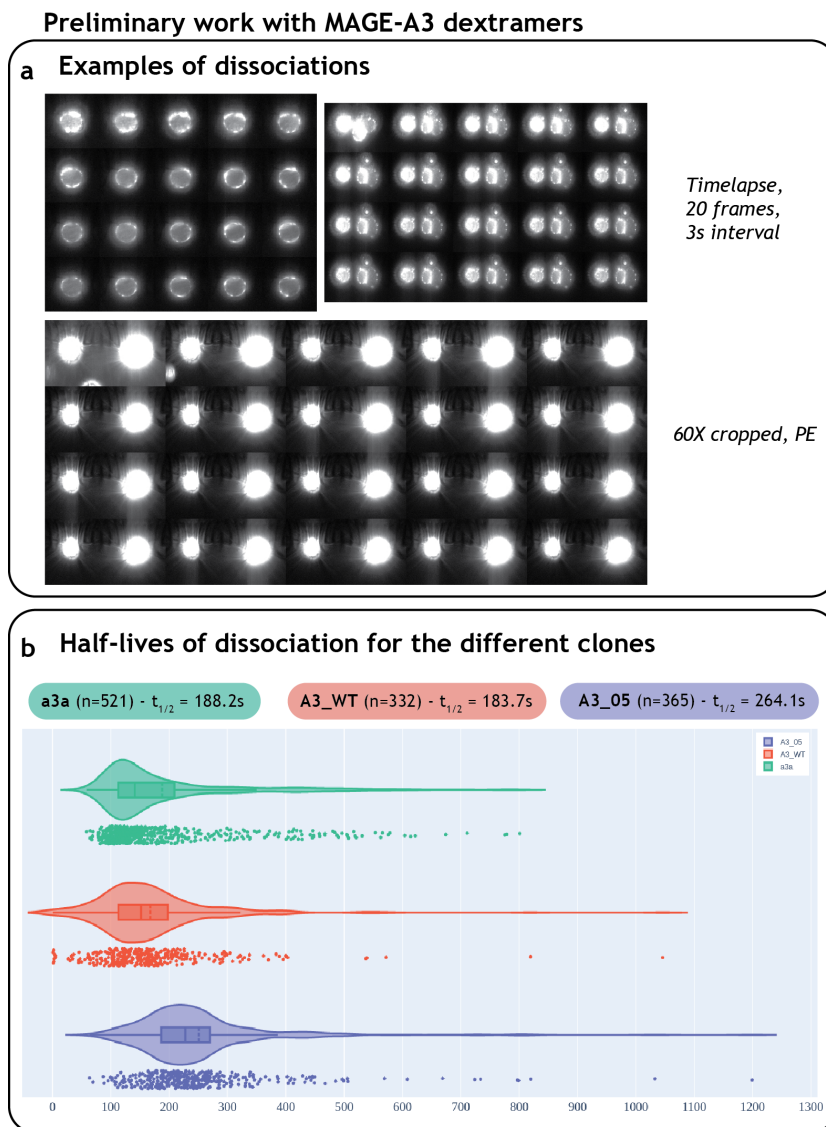 Preliminary work with MAGE-A3 dextramers
a Examples of dissociations
Timelapse,
20 frames,
3s interval
60X cropped, PE
b Half-lives of dissociation for the different clones
a3a (n=521) - t1/2 = 188.2s
A3_WT (n=332) - t1/2 = 183.7s
A3_05 (n=365) - t1/2 = 264.1s
A3_05
A3_WT
a3a
0 100 200 300 400 500 600 700 800 900 1000 1100 1200 1300